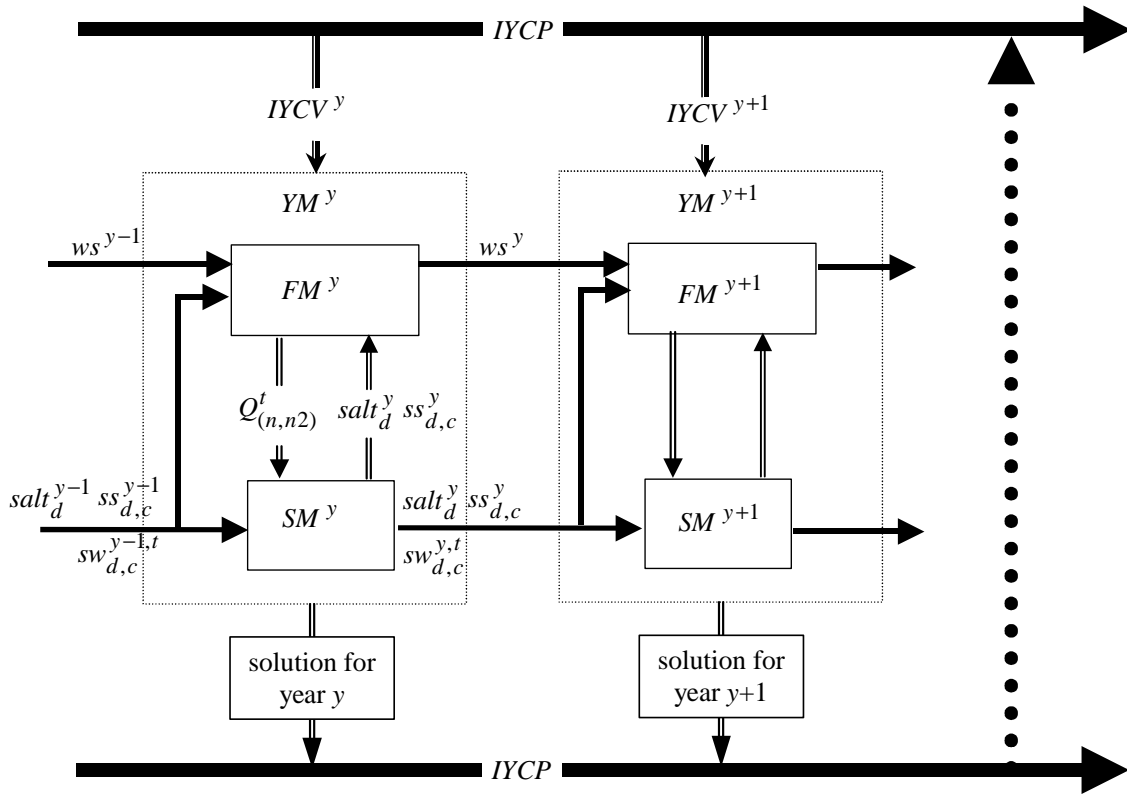 IYCP
IYCV^y
IYCV^{y+1}
YM^y
YM^{y+1}
ws^{y−1}
ws^y
FM^y
FM^{y+1}
Q^t_{(n,n2)}
salt^y_d ss^y_{d,c}
salt^{y−1}_d ss^{y−1}_{d,c}
SM^y
salt^y_d ss^y_{d,c}
SM^{y+1}
sw^{y−1,t}_{d,c}
sw^{y,t}_{d,c}
solution for
year y
solution for
year y+1
IYCP